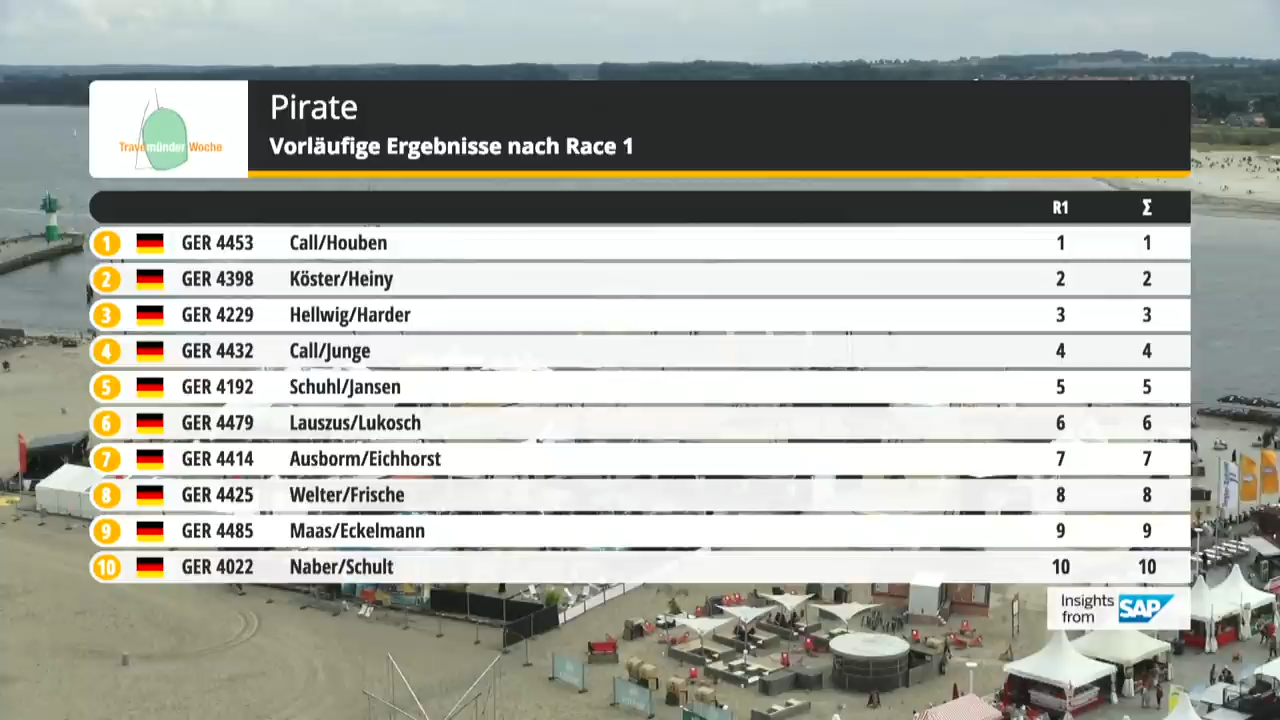 Travemünder Woche
Pirate
Vorläufige Ergebnisse nach Race 1
R1 Σ
1 GER 4453 Call/Houben 1 1
2 GER 4398 Köster/Heiny 2 2
3 GER 4229 Hellwig/Harder 3 3
4 GER 4432 Call/Junge 4 4
5 GER 4192 Schuhl/Jansen 5 5
6 GER 4479 Lauszus/Lukosch 6 6
7 GER 4414 Ausborm/Eichhorst 7 7
8 GER 4425 Welter/Frische 8 8
9 GER 4485 Maas/Eckelmann 9 9
10 GER 4022 Naber/Schult 10 10
Insights
from SAP